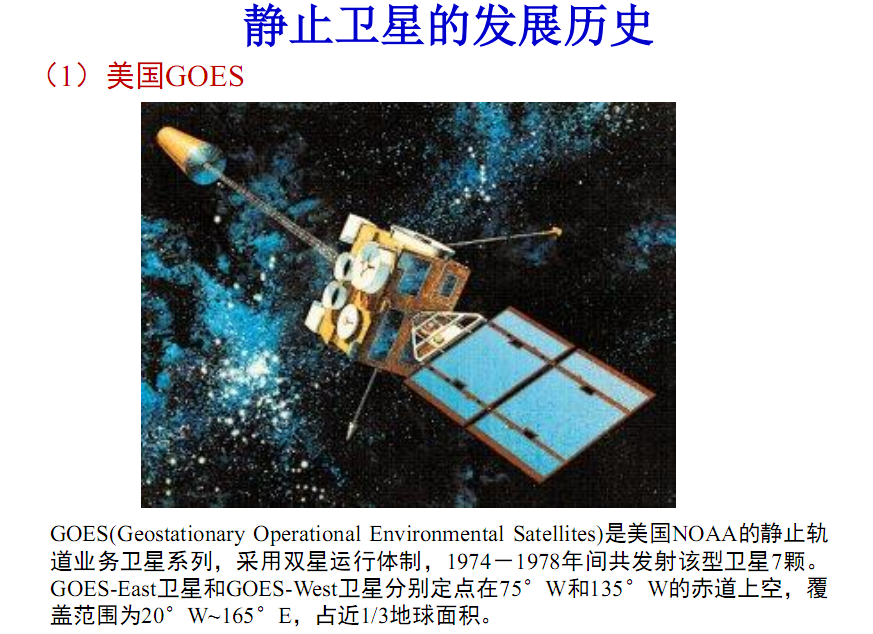 静止卫星的发展历史
（1）美国GOES
GOES(Geostationary Operational Environmental Satellites)是美国NOAA的静止轨
道业务卫星系列，采用双星运行体制，1974－1978年间共发射该型卫星7颗。
GOES-East卫星和GOES-West卫星分别定点在75°W和135°W的赤道上空，覆
盖范围为20°W~165°E，占近1/3地球面积。